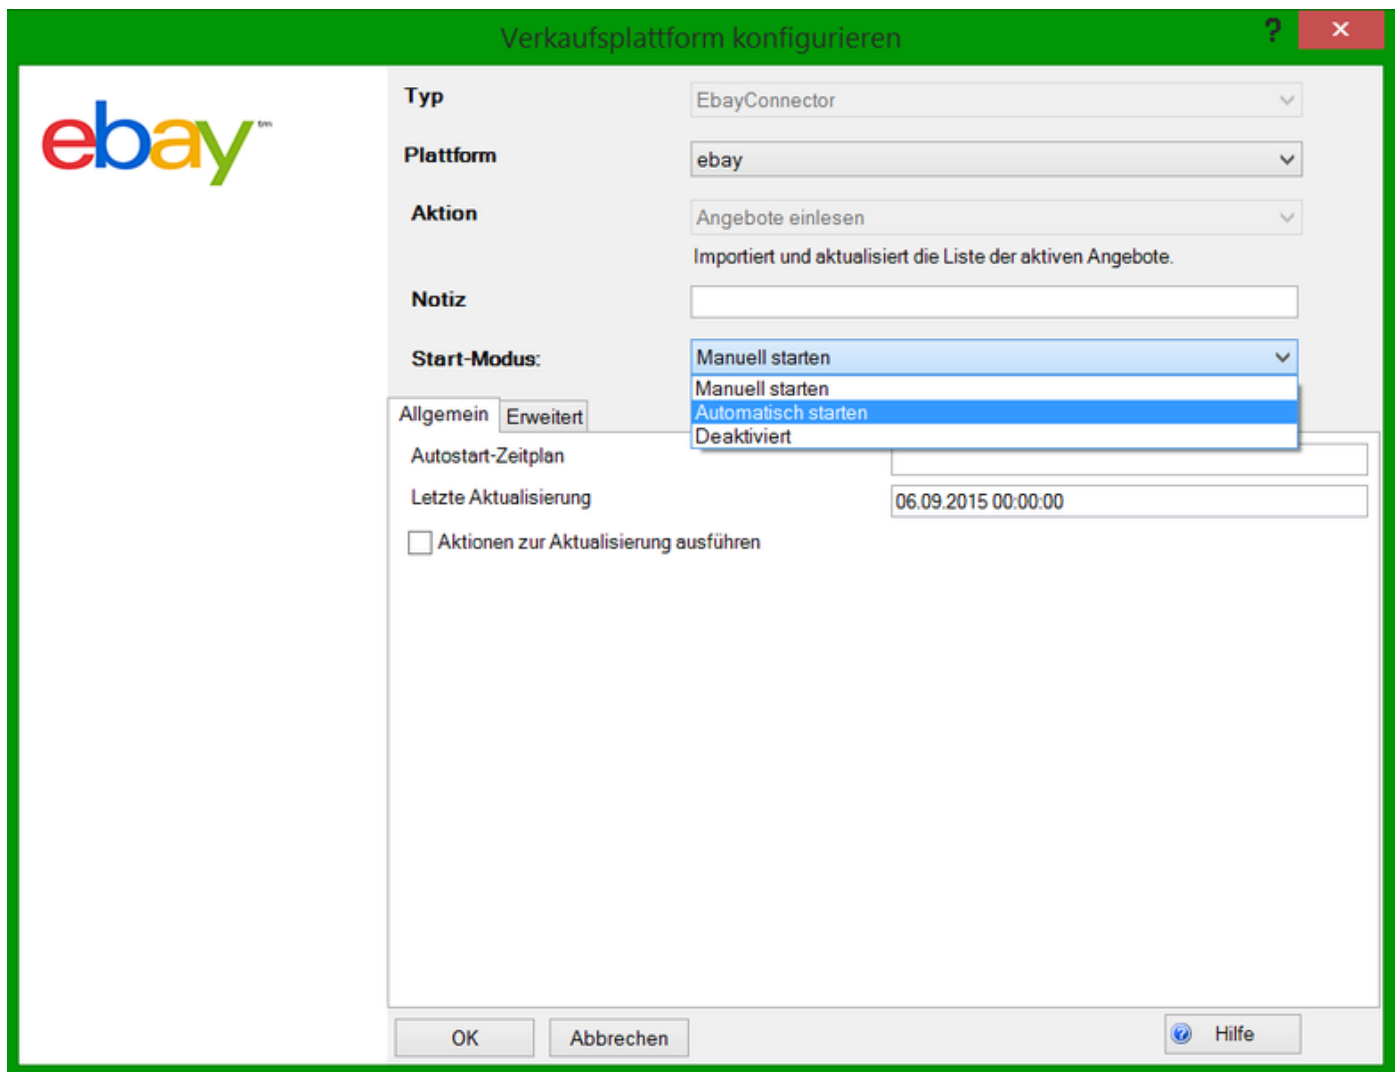 Verkaufsplattform konfigurieren ?
ebay™
Typ EbayConnector
Plattform ebay
Aktion Angebote einlesen
Importiert und aktualisiert die Liste der aktiven Angebote.
Notiz
Start-Modus: Manuell starten
Manuell starten
Automatisch starten
Deaktiviert
Allgemein Erweitert
Autostart-Zeitplan
Letzte Aktualisierung 06.09.2015 00:00:00
Aktionen zur Aktualisierung ausführen
OK Abbrechen Hilfe